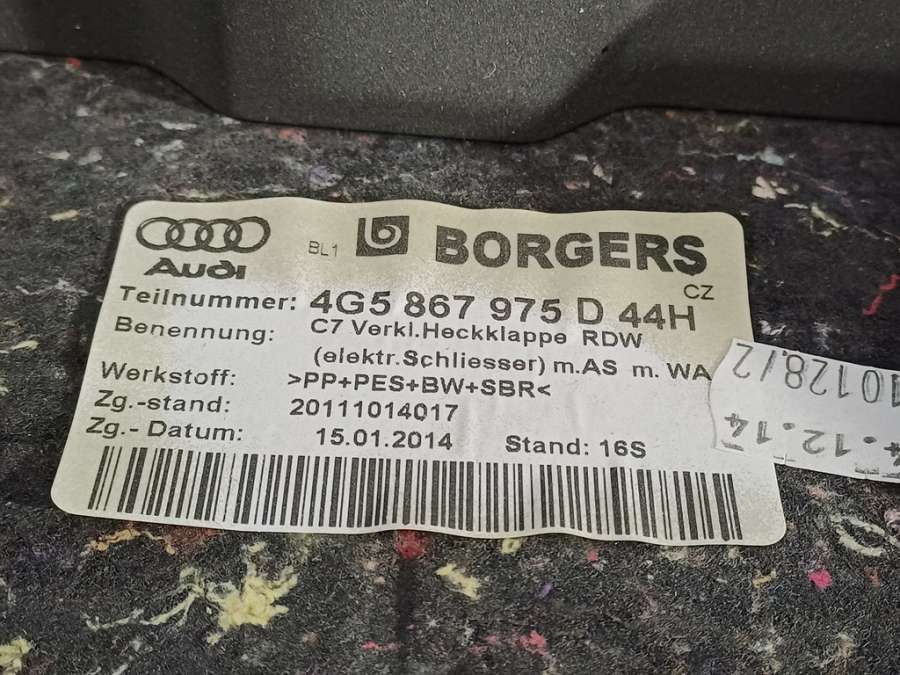 Audi
BL1
BORGERS
CZ
Teilnummer: 4G5 867 975 D 44H
Benennung: C7 Verkl.Heckklappe RDW
(elektr.Schliesser) m.AS m. WA
Werkstoff: >PP+PES+BW+SBR<
Zg.-stand: 20111014017
Zg.- Datum: 15.01.2014 Stand: 16S
10128/2
4.12.14